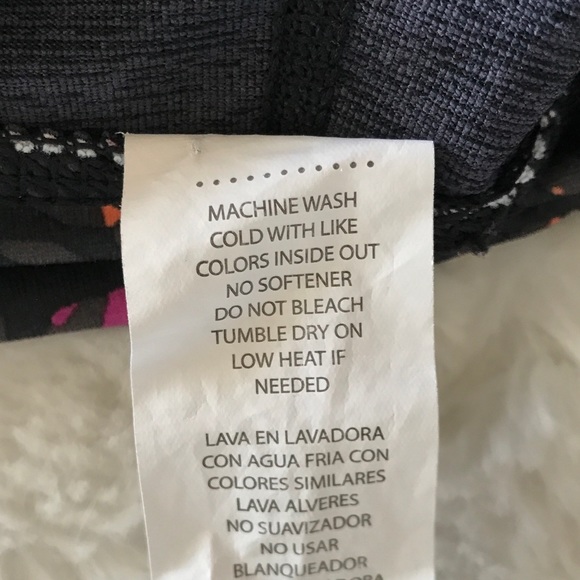 MACHINE WASH
COLD WITH LIKE
COLORS INSIDE OUT
NO SOFTENER
DO NOT BLEACH
TUMBLE DRY ON
LOW HEAT IF
NEEDED
LAVA EN LAVADORA
CON AGUA FRIA CON
COLORES SIMILARES
LAVA ALVERES
NO SUAVIZADOR
NO USAR
BLANQUEADOR